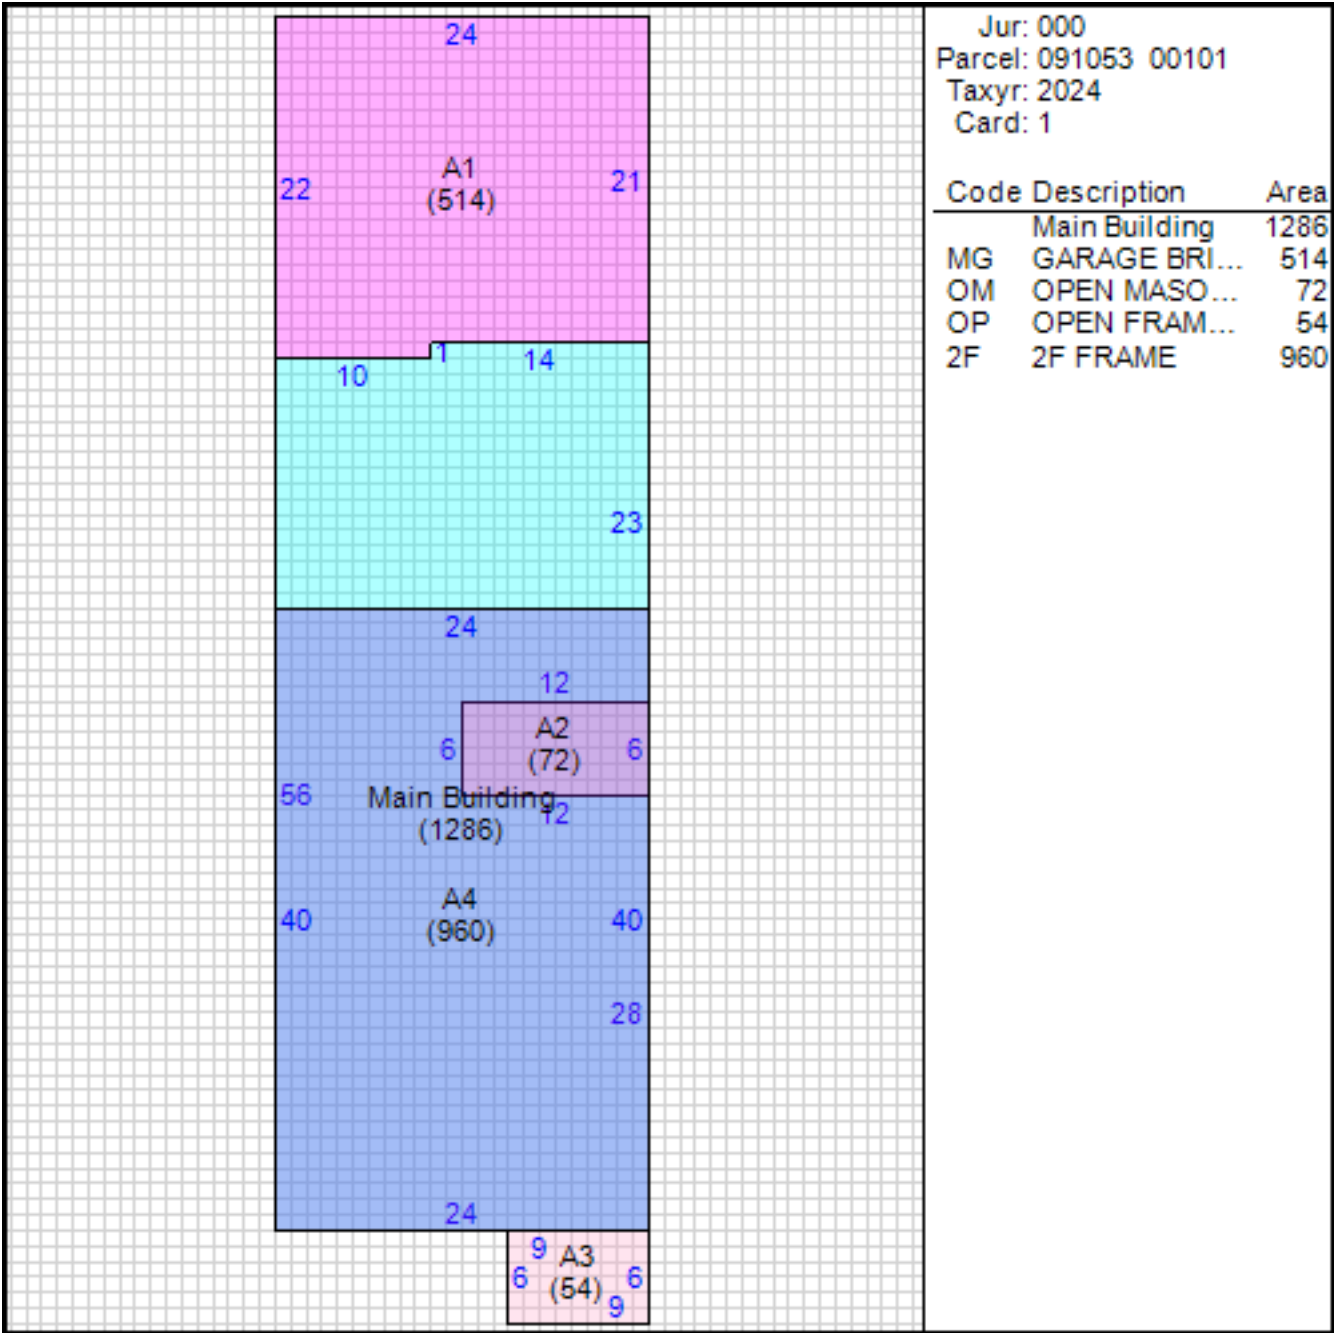 24
A1
(514)
22
21
1
10
14
23
24
12
A2
(72)
6
6
56
Main Building
(1286)
12
A4
(960)
40
40
28
24
9
A3
(54)
6
6
9
Jur: 000
Parcel: 091053 00101
Taxyr: 2024
Card: 1
Code Description Area
Main Building 1286
MG GARAGE BRI... 514
OM OPEN MASO... 72
OP OPEN FRAM... 54
2F 2F FRAME 960